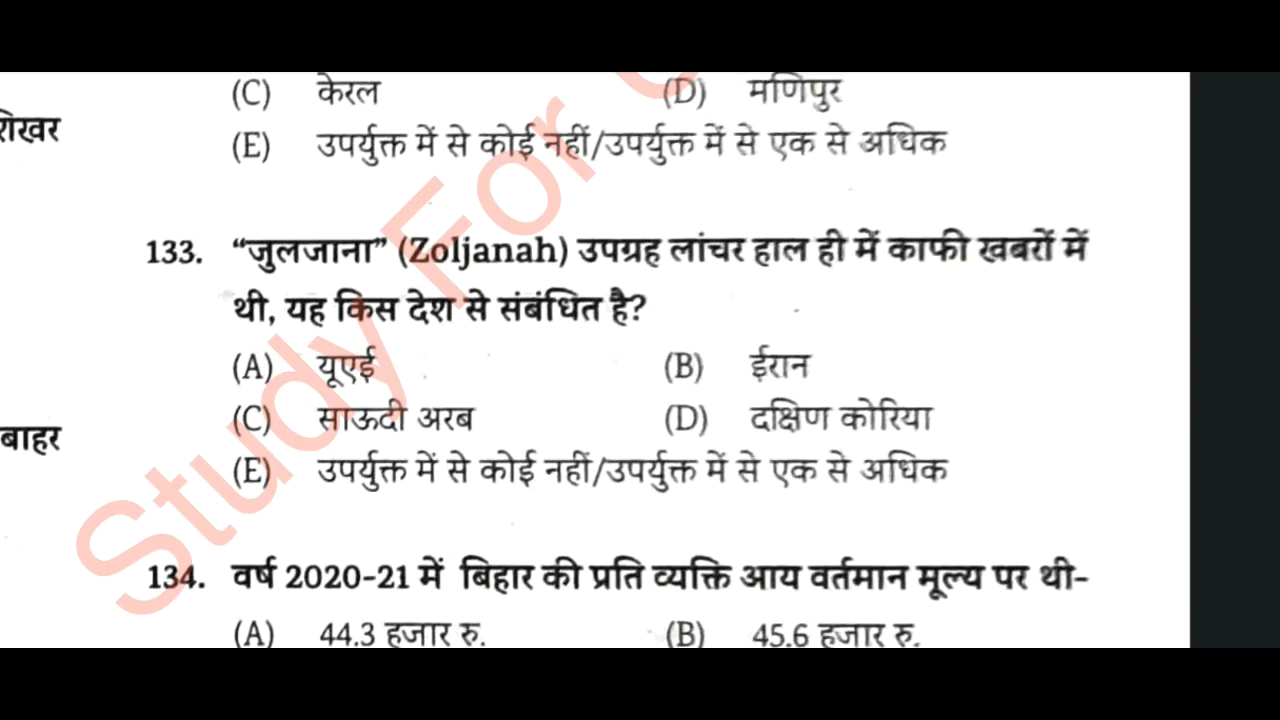 (C) केरल (D) मणिपुर
(E) उपर्युक्त में से कोई नहीं/उपर्युक्त में से एक से अधिक
133. “जुलजाना” (Zoljanah) उपग्रह लांचर हाल ही में काफी खबरों में
थी, यह किस देश से संबंधित है?
(A) यूएई (B) ईरान
(C) साऊदी अरब (D) दक्षिण कोरिया
(E) उपर्युक्त में से कोई नहीं/उपर्युक्त में से एक से अधिक
134. वर्ष 2020-21 में बिहार की प्रति व्यक्ति आय वर्तमान मूल्य पर थी-
(A) 44.3 हजार रु. (B) 45.6 हजार रु.
बाहर
Study For